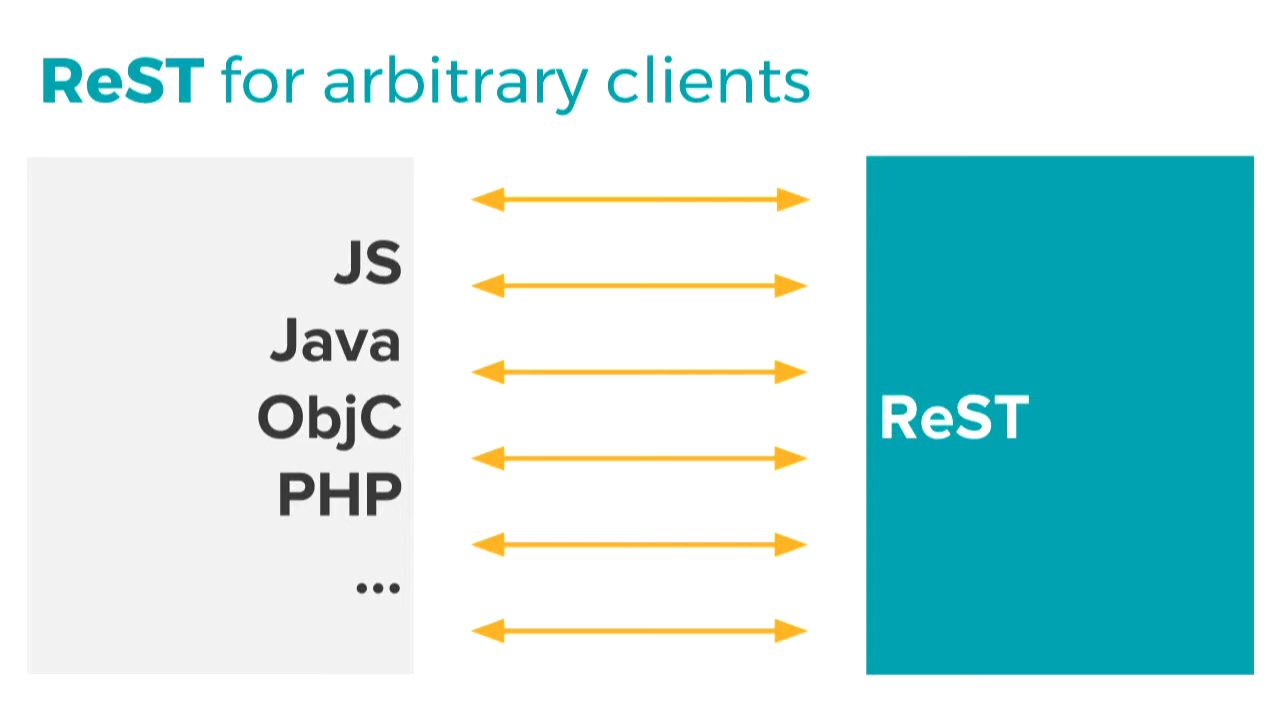 ReST for arbitrary clients
JS
Java
ObjC
PHP
...
ReST